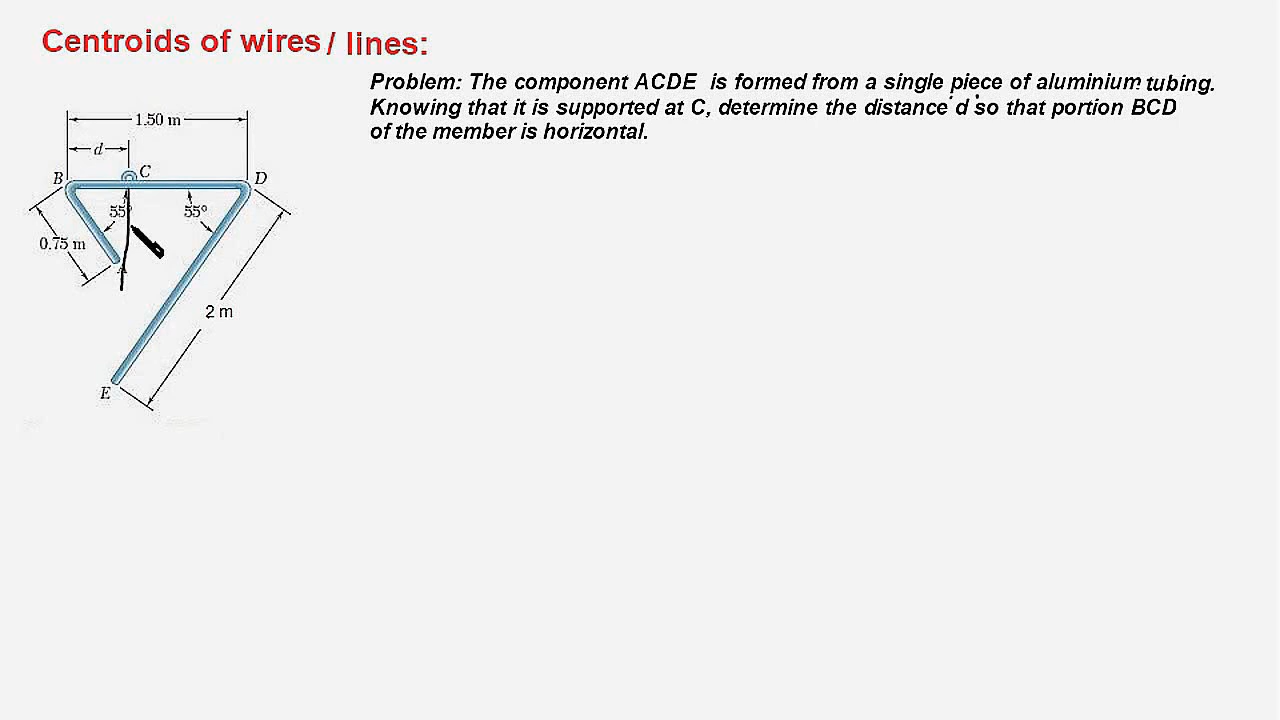 Centroids of wires / lines:
Problem: The component ACDE is formed from a single piece of aluminium tubing.
Knowing that it is supported at C, determine the distance 'd' so that portion BCD
of the member is horizontal.
1.50 m
d
C
B
D
55°
55°
0.75 m
A
2 m
E